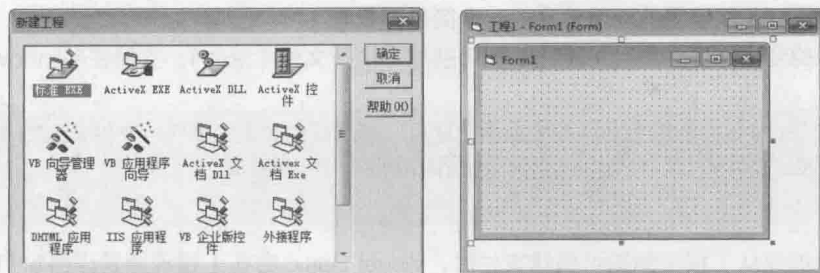 新建工程
标准 EXE
ActiveX EXE
ActiveX DLL
ActiveX 控
件
确定
取消
帮助(H)
VB 向导管理
器
VB 应用程序
向导
ActiveX 文
档 Dll
Activex 文
档 Exe
DHTML 应用
程序
IIS 应用程
序
VB 企业版控
件
外接程序
工程1 - Form1 (Form)
Form1